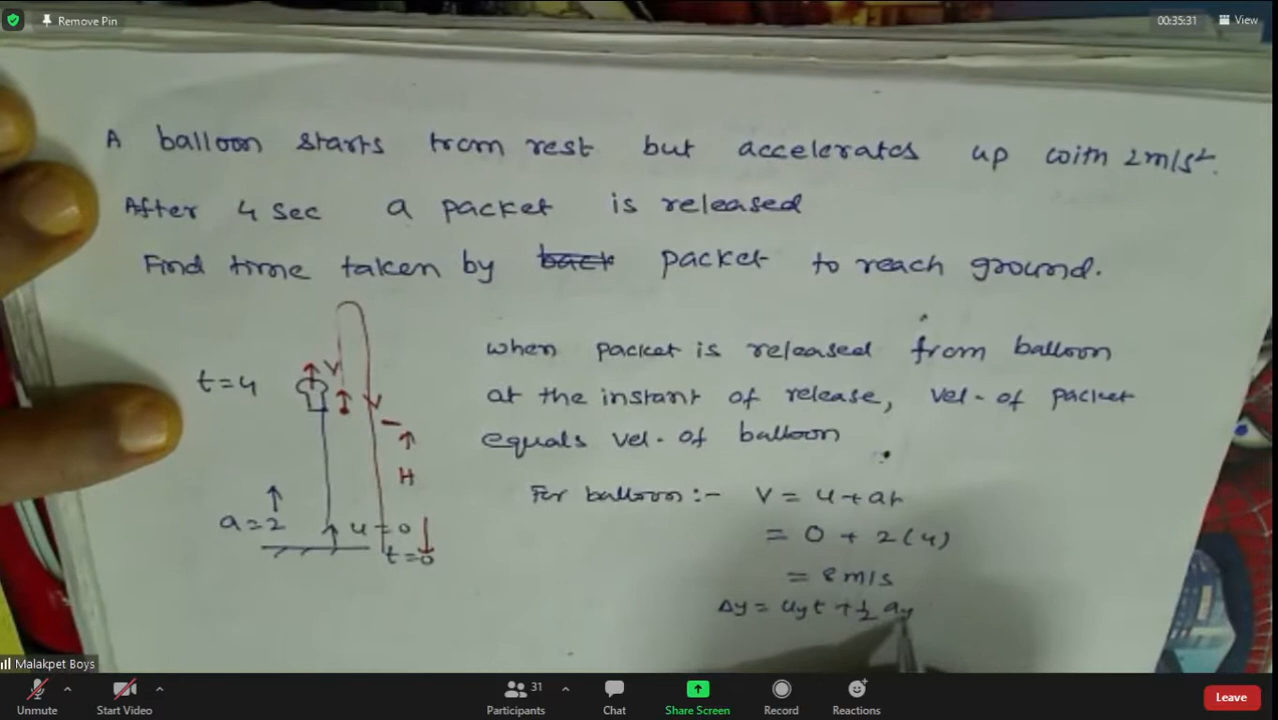 Remove Pin
00:35:31 View
A balloon starts from rest but accelerates up with 2m/s².
After 4 sec a packet is released
Find time taken by back packet to reach ground.
t=4
V
H
a=2
u=0
t=0
when packet is released from balloon
at the instant of release, vel. of packet
equals vel. of balloon
For balloon:- V = u+at
= 0 + 2(4)
= 8m/s
Δy = uyt + ½ ay
Malakpet Boys
Unmute Start Video 31 Participants Chat Share Screen Record Reactions Leave